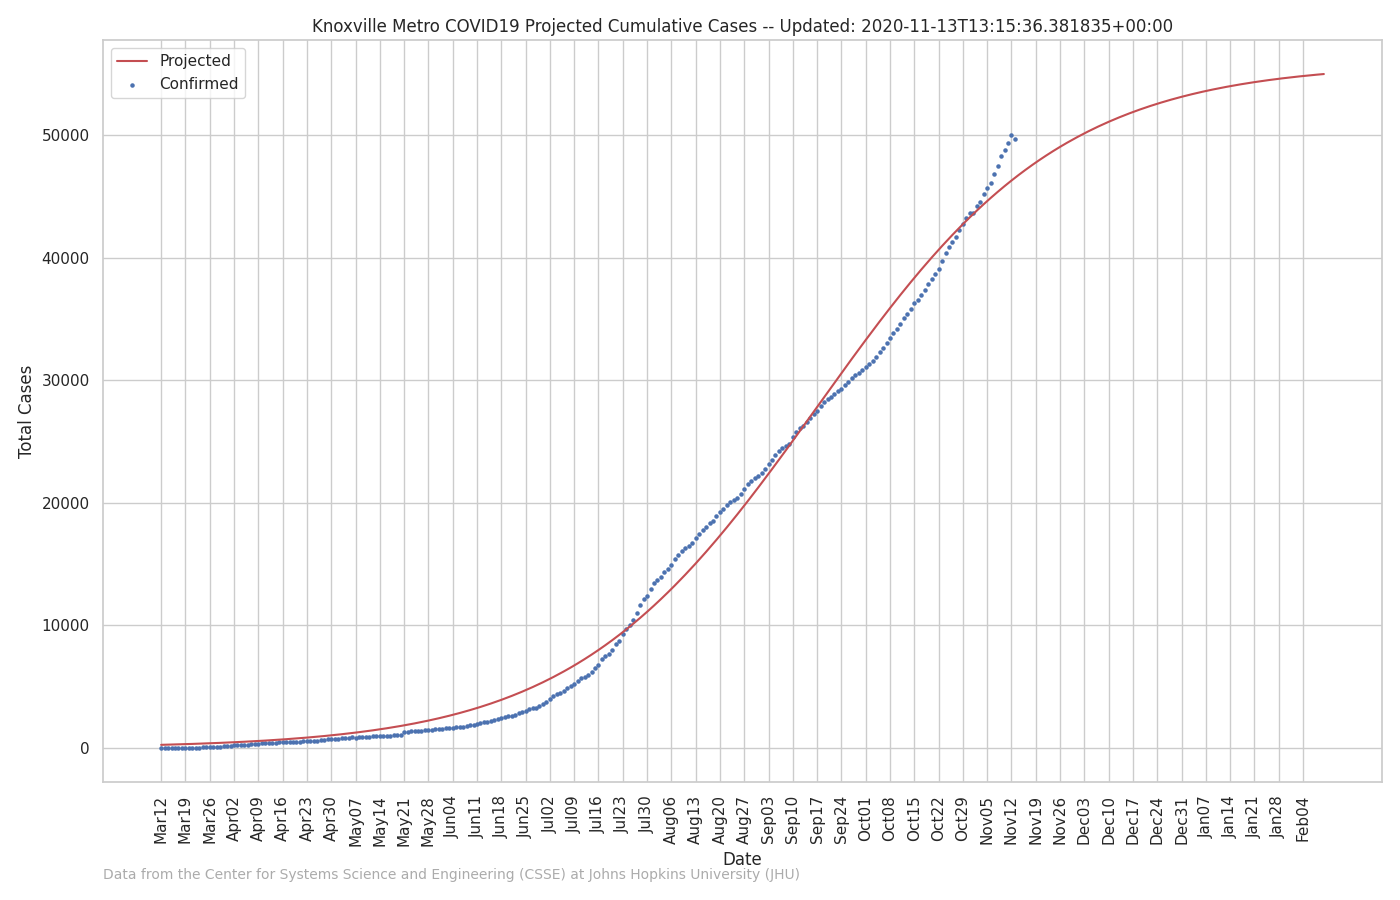 Knoxville Metro COVID19 Projected Cumulative Cases -- Updated: 2020-11-13T13:15:36.381835+00:00
Projected
Confirmed
50000
40000
30000
20000
10000
0
Total Cases
Mar12 Mar19 Mar26 Apr02 Apr09 Apr16 Apr23 Apr30 May07 May14 May21 May28 Jun04 Jun11 Jun18 Jun25 Jul02 Jul09 Jul16 Jul23 Jul30 Aug06 Aug13 Aug20 Aug27 Sep03 Sep10 Sep17 Sep24 Oct01 Oct08 Oct15 Oct22 Oct29 Nov05 Nov12 Nov19 Nov26 Dec03 Dec10 Dec17 Dec24 Dec31 Jan07 Jan14 Jan21 Jan28 Feb04
Date
Data from the Center for Systems Science and Engineering (CSSE) at Johns Hopkins University (JHU)